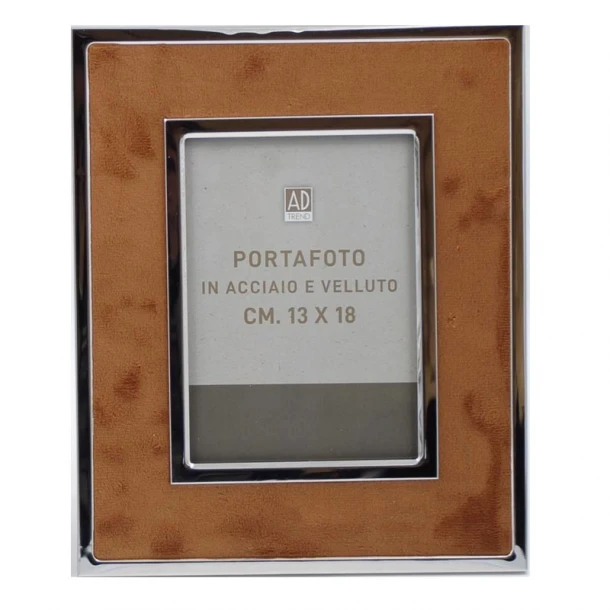 AD
TREND
PORTAFOTO
IN ACCIAIO E VELLUTO
CM. 13 X 18